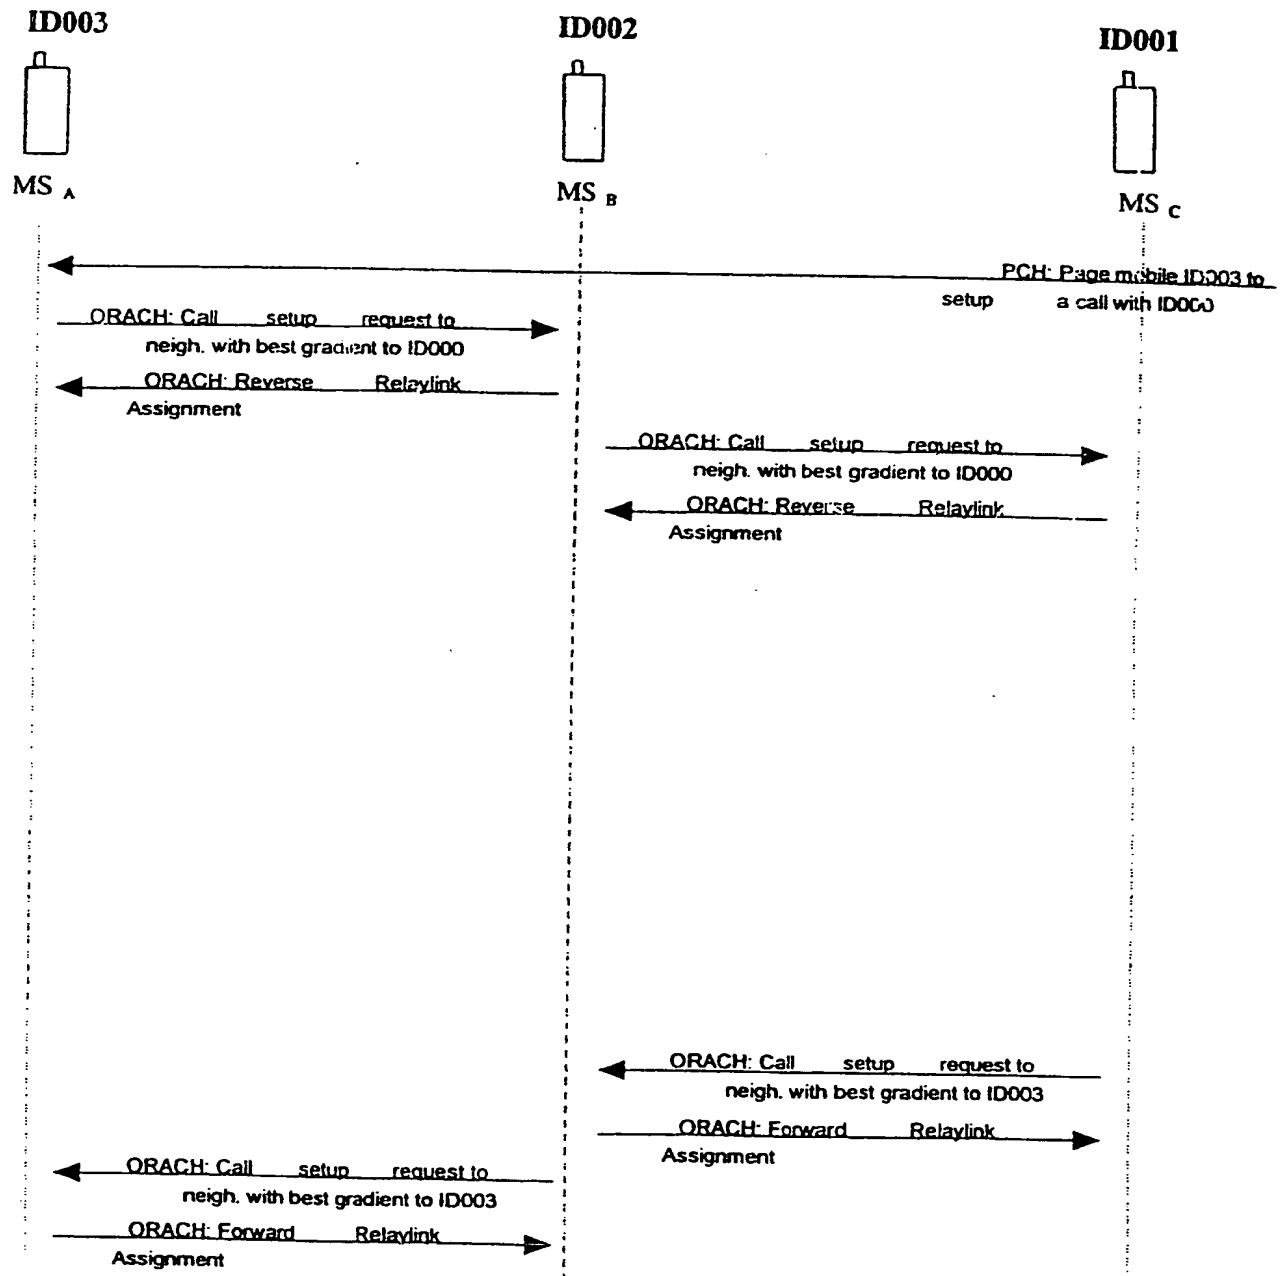 ID003
ID002
ID001
MS A
MS B
MS C
PCH: Page mobile ID003 to
setup a call with ID000
ORACH: Call setup request to
neigh. with best gradient to ID000
ORACH: Reverse Relaylink
Assignment
ORACH: Call setup request to
neigh. with best gradient to ID000
ORACH: Reverse Relaylink
Assignment
ORACH: Call setup request to
neigh. with best gradient to ID003
ORACH: Forward Relaylink
Assignment
ORACH: Call setup request to
neigh. with best gradient to ID003
ORACH: Forward Relaylink
Assignment